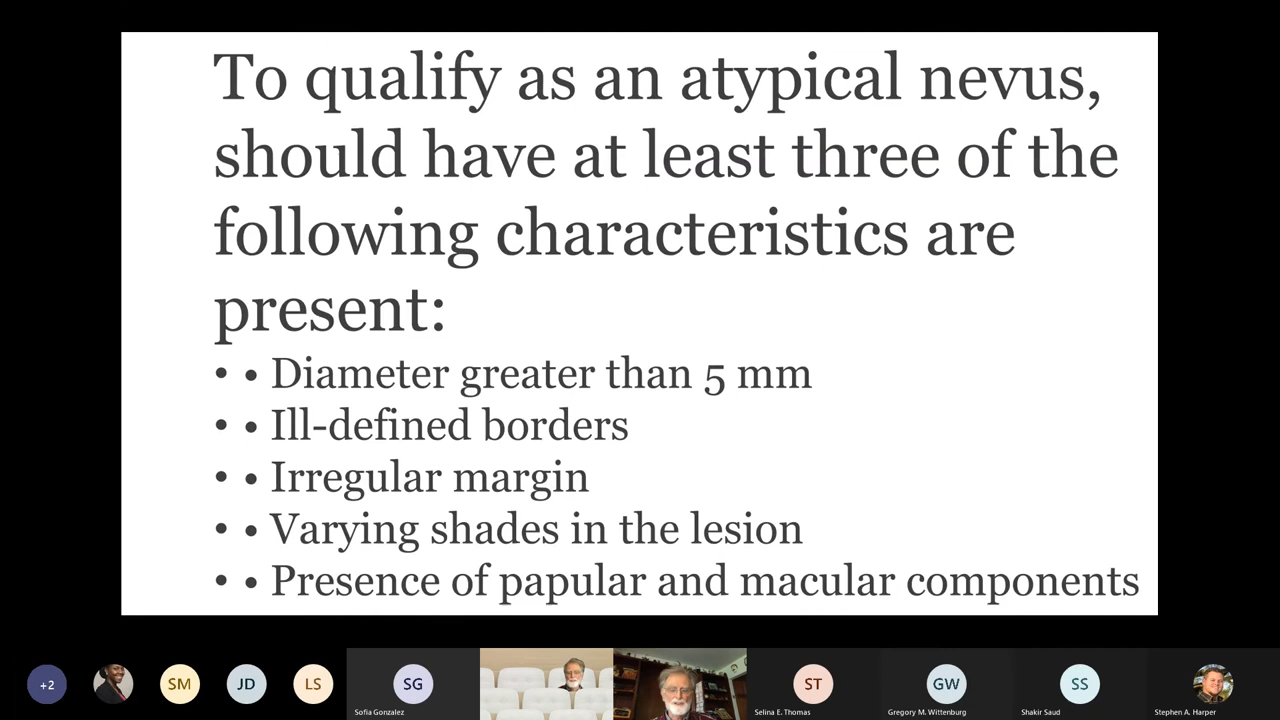 To qualify as an atypical nevus,
should have at least three of the
following characteristics are
present:
• • Diameter greater than 5 mm
• • Ill-defined borders
• • Irregular margin
• • Varying shades in the lesion
• • Presence of papular and macular components
+2 SM JD LS SG ST GW SS
Sofia Gonzalez Selina E. Thomas Gregory M. Wittenburg Shakir Saud Stephen A. Harper